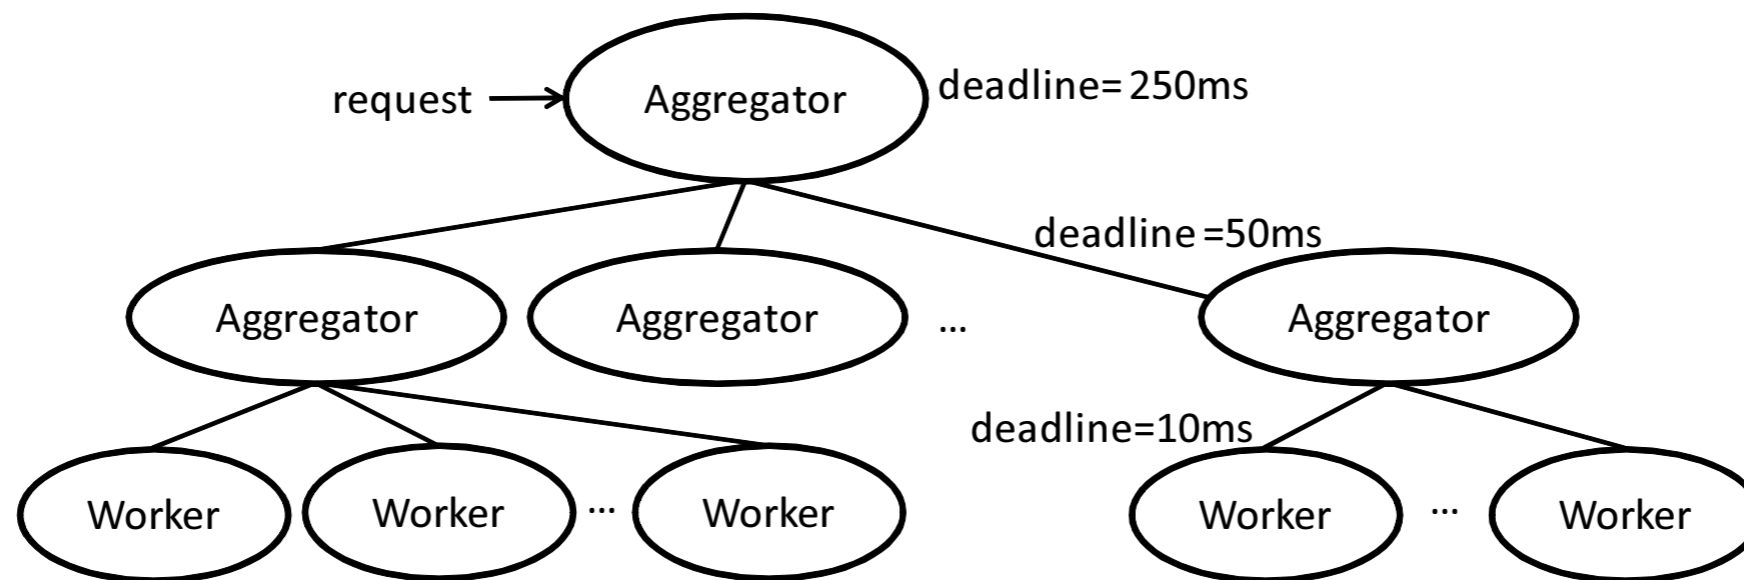 request
Aggregator
deadline= 250ms
deadline =50ms
Aggregator
Aggregator
...
Aggregator
deadline=10ms
Worker
Worker
...
Worker
Worker
...
Worker